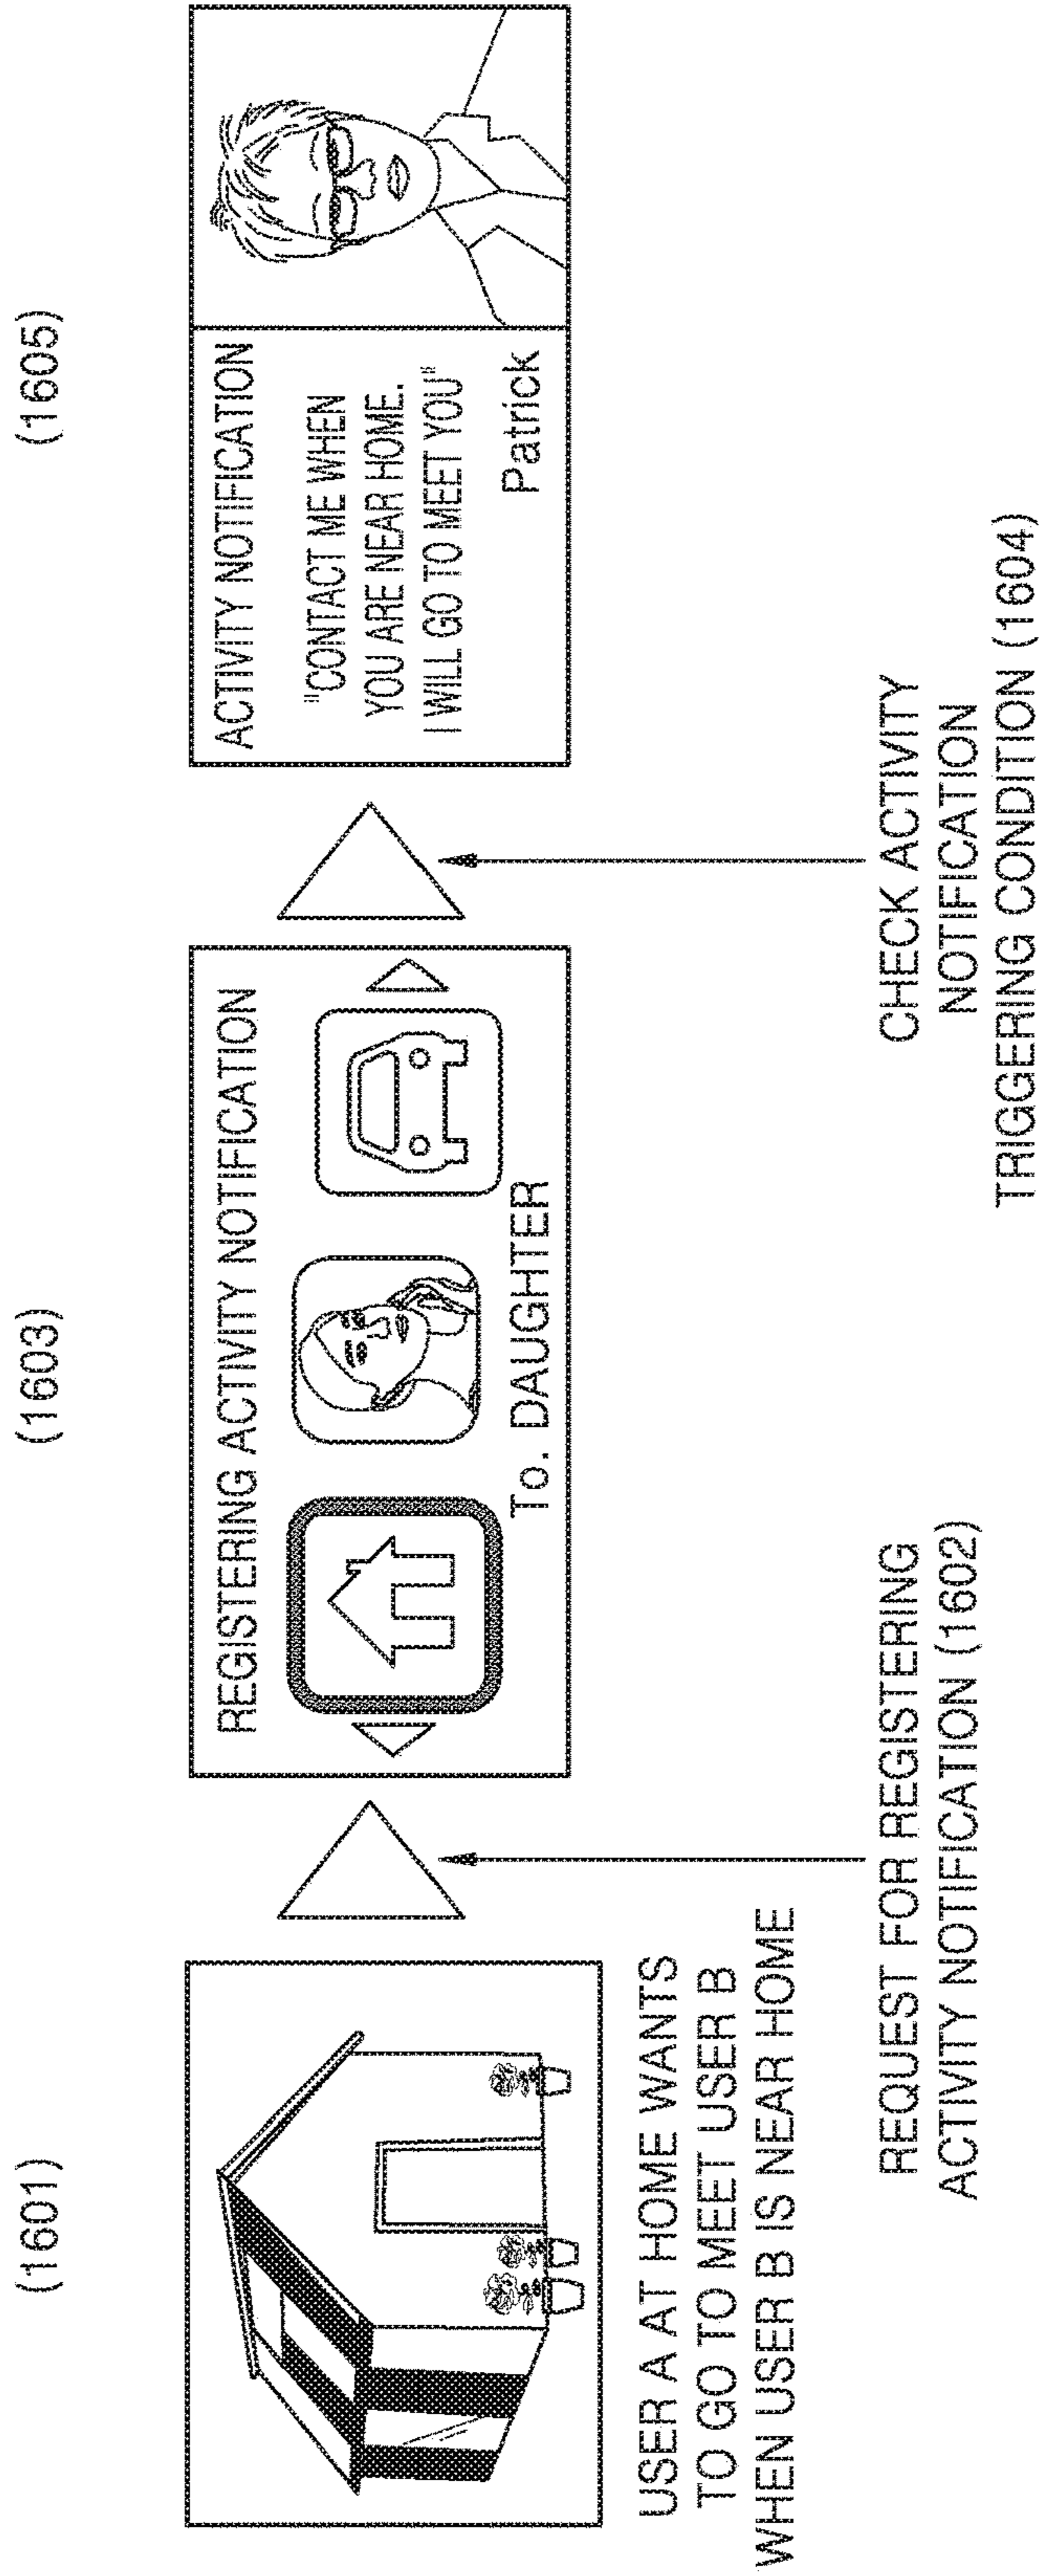 (1601)
USER A AT HOME WANTS
TO GO TO MEET USER B
WHEN USER B IS NEAR HOME
REQUEST FOR REGISTERING
ACTIVITY NOTIFICATION (1602)
(1603)
REGISTERING ACTIVITY NOTIFICATION
To. DAUGHTER
CHECK ACTIVITY
NOTIFICATION
TRIGGERING CONDITION (1604)
(1605)
ACTIVITY NOTIFICATION
"CONTACT ME WHEN
YOU ARE NEAR HOME.
I WILL GO TO MEET YOU"
Patrick